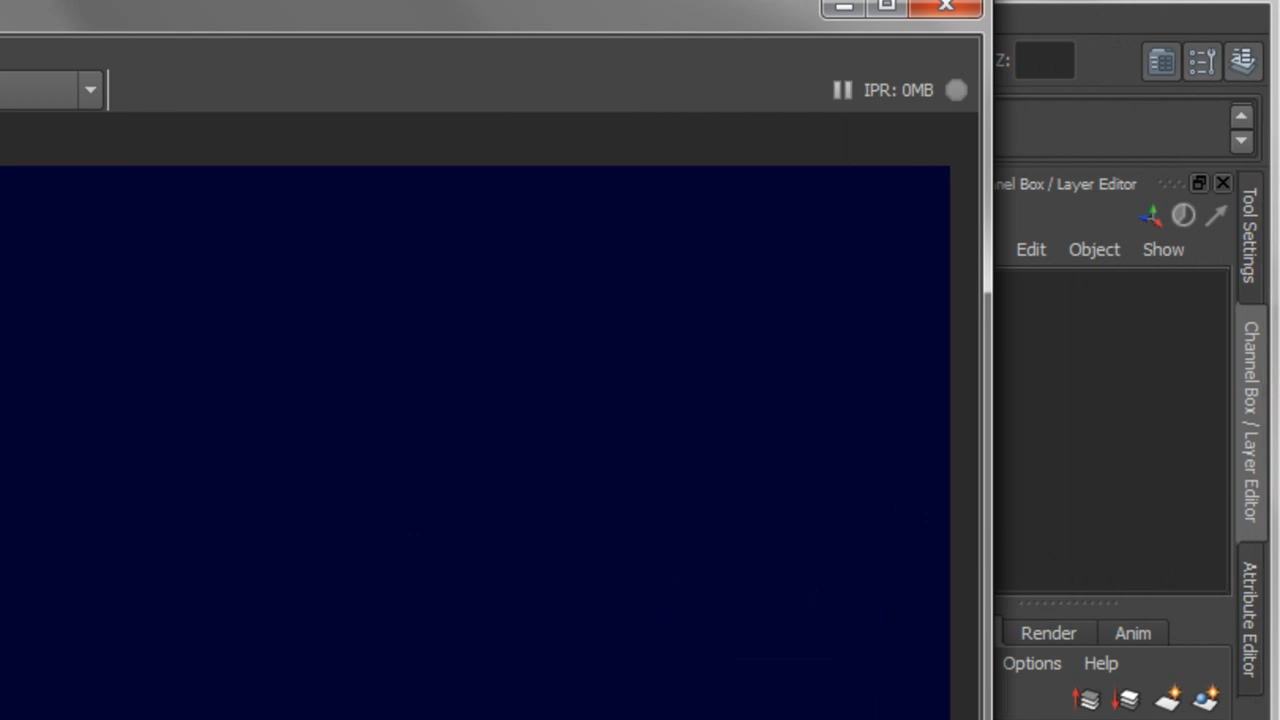 Z:
IPR: 0MB
nel Box / Layer Editor
Edit Object Show
Tool Settings
Channel Box / Layer Editor
Attribute Editor
Render Anim
Options Help